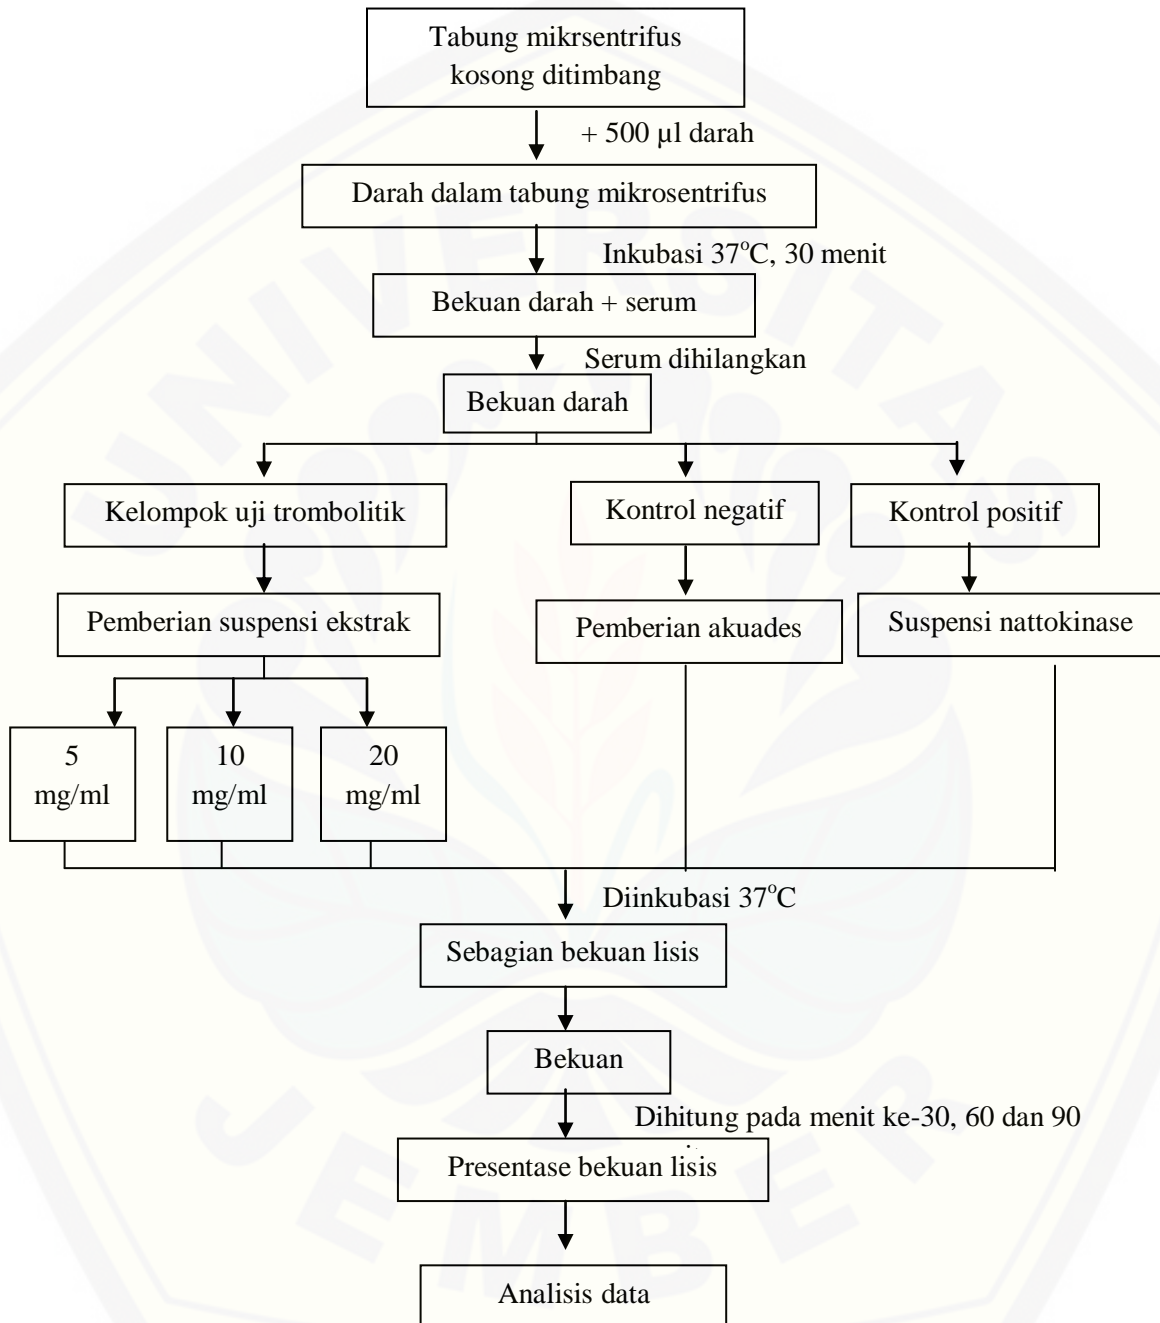 Tabung mikrsentrifus
kosong ditimbang
+ 500 µl darah
Darah dalam tabung mikrosentrifus
Inkubasi 37°C, 30 menit
Bekuan darah + serum
Serum dihilangkan
Bekuan darah
Kelompok uji trombolitik
Kontrol negatif
Kontrol positif
Pemberian suspensi ekstrak
Pemberian akuades
Suspensi nattokinase
5
mg/ml
10
mg/ml
20
mg/ml
Diinkubasi 37°C
Sebagian bekuan lisis
Bekuan
Dihitung pada menit ke-30, 60 dan 90
Presentase bekuan lisis
Analisis data
UNIVERSITAS
JEMBER